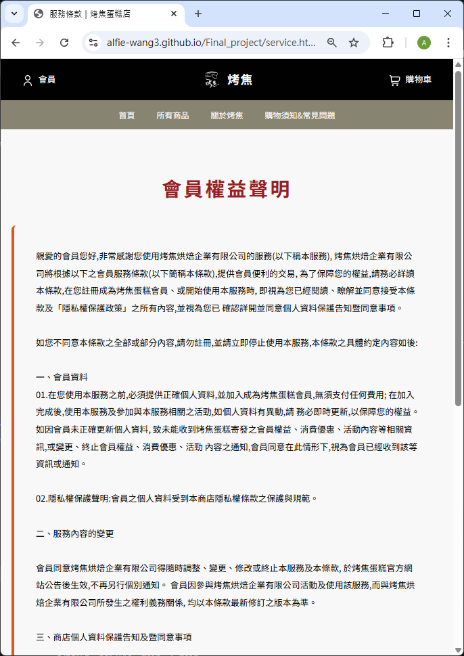 服務條款 | 烤焦蛋糕店
alfie-wang3.github.io/Final_project/service.ht...
A
會員
烤焦
購物車
首頁 所有商品 關於烤焦 購物須知&常見問題
會員權益聲明
親愛的會員您好,非常感謝您使用烤焦烘焙企業有限公司的服務(以下稱本服務), 烤焦烘焙企業有限公
司將根據以下之會員服務條款(以下簡稱本條款),提供會員便利的交易, 為了保障您的權益,請務必詳讀
本條款,在您註冊成為烤焦蛋糕會員、或開始使用本服務時, 即視為您已經閱讀、瞭解並同意接受本條
款及「隱私權保護政策」之所有內容,並視為您已 確認詳閱並同意個人資料保護告知暨同意事項。
如您不同意本條款之全部或部分內容,請勿註冊,並請立即停止使用本服務,本條款之具體約定內容如後:
一、會員資料
01.在您使用本服務之前,必須提供正確個人資料,並加入成為烤焦蛋糕會員,無須支付任何費用; 在加入
完成後,使用本服務及參加與本服務相關之活動,如個人資料有異動,請 務必即時更新,以保障您的權益。
如因會員未正確更新個人資料, 致未能收到烤焦蛋糕寄發之會員權益、消費優惠、活動內容等相關資
訊,或變更、終止會員權益、消費優惠、活動 內容之通知,會員同意在此情形下,視為會員已經收到該等
資訊或通知。
02.隱私權保護聲明:會員之個人資料受到本商店隱私權條款之保護與規範。
二、服務內容的變更
會員同意烤焦烘焙企業有限公司得隨時調整、變更、修改或終止本服務及本條款, 於烤焦蛋糕官方網
站公告後生效,不再另行個別通知。 會員因參與烤焦烘焙企業有限公司活動及使用該服務,而與烤焦烘
焙企業有限公司所發生之權利義務關係, 均以本條款最新修訂之版本為準。
三、商店個人資料保護告知及暨同意事項